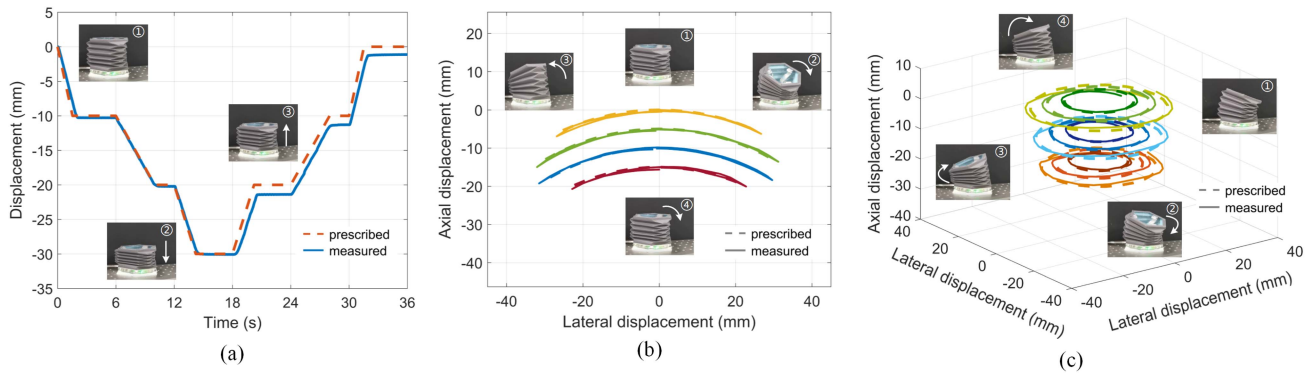 5
0
-5
-10
-15
-20
-25
-30
-35
Displacement (mm)
①
②
③
prescribed
measured
0 6 12 18 24 30 36
Time (s)
(a)
20
10
0
-10
-20
-30
-40
Axial displacement (mm)
①
②
③
④
prescribed
measured
-40 -20 0 20 40
Lateral displacement (mm)
(b)
10
0
-10
-20
-30
-40
Axial displacement (mm)
④
①
③
②
prescribed
measured
40 20 0 -20 -40
Lateral displacement (mm)
-40 -20 0 20 40
Lateral displacement (mm)
(c)